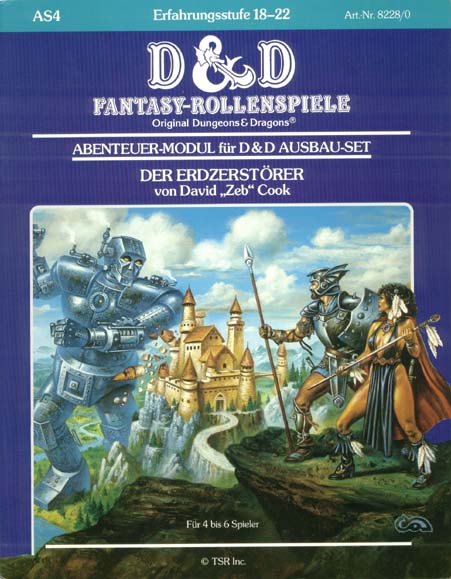 AS4
Erfahrungsstufe 18–22
Art.-Nr. 8228/0
D&D
FANTASY-ROLLENSPIELE
Original Dungeons & Dragons®
ABENTEUER-MODUL für D & D AUSBAU-SET
DER ERDZERSTÖRER
von David „Zeb“ Cook
Für 4 bis 6 Spieler
© TSR Inc.